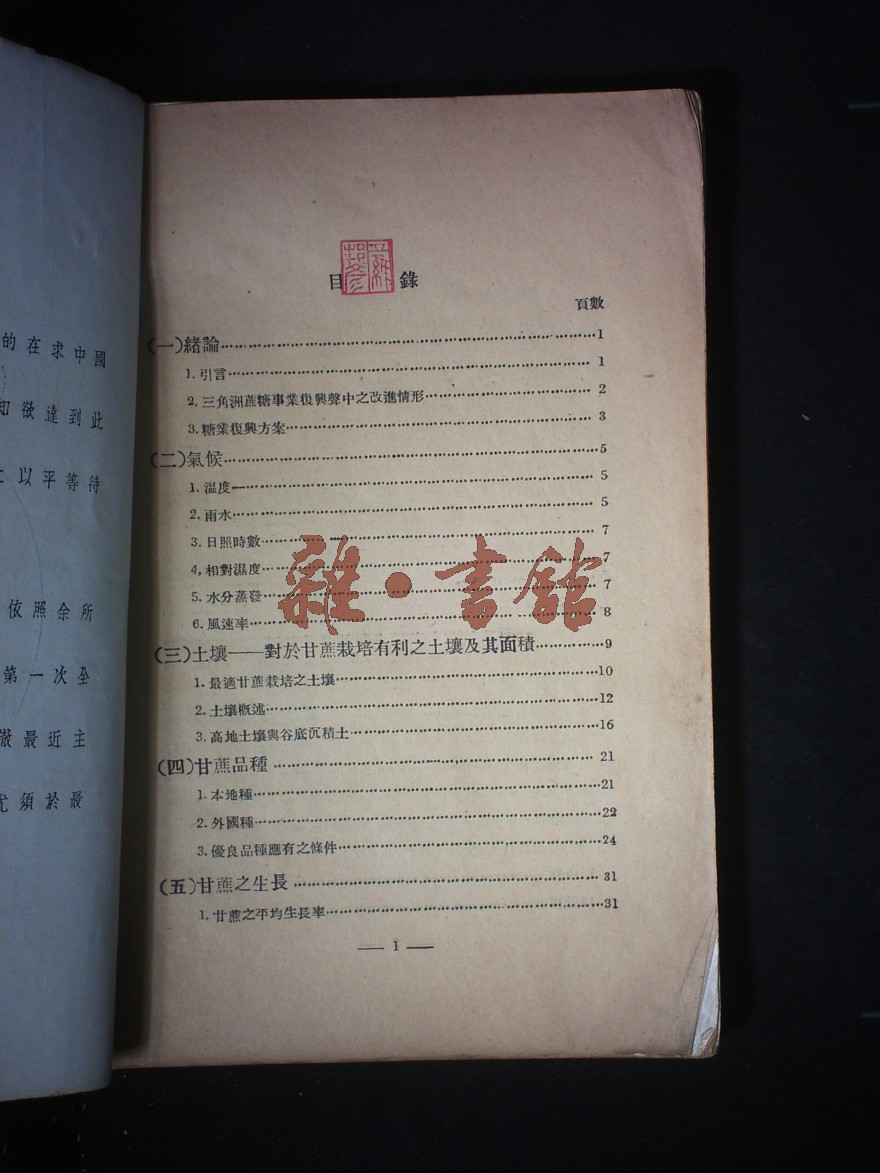 的在求中國
知欲達到此
以平等待
依照余所
第一次全
徹最近主
尤須於最
目 錄
頁數
(一)緒論 1
1. 引言 1
2. 三角洲蔗糖事業復興聲中之改進情形 2
3. 糖業復興方案 3
(二)氣候 5
1. 溫度 5
2. 雨水 5
3. 日照時數 7
4, 相對濕度 7
5. 水分蒸發 7
6. 風速率 8
(三)土壤——對於甘蔗栽培有利之土壤及其面積 9
1. 最適甘蔗栽培之土壤 10
2. 土壤概述 12
3. 高地土壤與谷底沉積土 16
(四)甘蔗品種 21
1. 本地種 21
2. 外國種 22
3. 優良品種應有之條件 24
(五)甘蔗之生長 31
1. 甘蔗之平均生長率 31
— 1 —
雜·書館